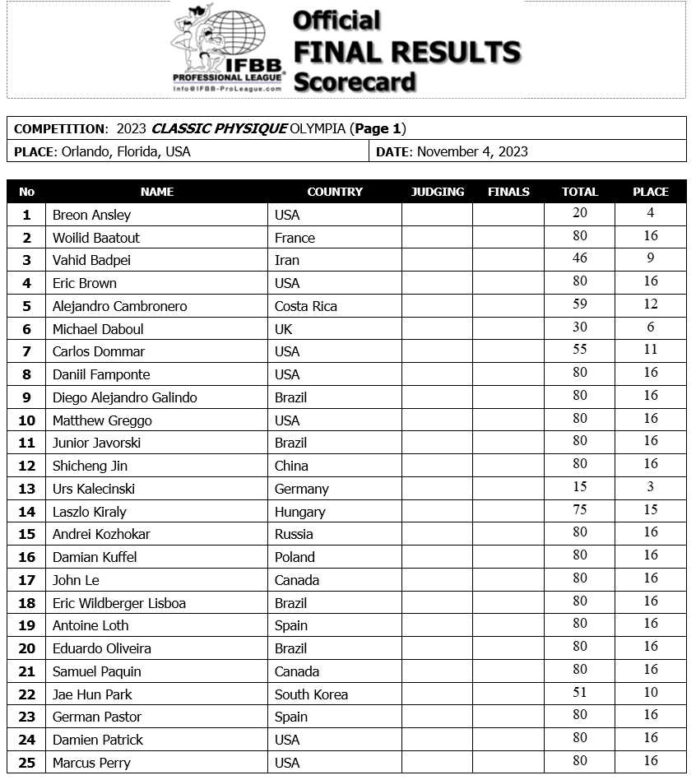 IFBB
PROFESSIONAL LEAGUE
Info@IFBB-ProLeague.com
Official
FINAL RESULTS
Scorecard
COMPETITION: 2023 CLASSIC PHYSIQUE OLYMPIA (Page 1)
PLACE: Orlando, Florida, USA DATE: November 4, 2023
No NAME COUNTRY JUDGING FINALS TOTAL PLACE
1 Breon Ansley USA 20 4
2 Woilid Baatout France 80 16
3 Vahid Badpei Iran 46 9
4 Eric Brown USA 80 16
5 Alejandro Cambronero Costa Rica 59 12
6 Michael Daboul UK 30 6
7 Carlos Dommar USA 55 11
8 Daniil Famponte USA 80 16
9 Diego Alejandro Galindo Brazil 80 16
10 Matthew Greggo USA 80 16
11 Junior Javorski Brazil 80 16
12 Shicheng Jin China 80 16
13 Urs Kalecinski Germany 15 3
14 Laszlo Kiraly Hungary 75 15
15 Andrei Kozhokar Russia 80 16
16 Damian Kuffel Poland 80 16
17 John Le Canada 80 16
18 Eric Wildberger Lisboa Brazil 80 16
19 Antoine Loth Spain 80 16
20 Eduardo Oliveira Brazil 80 16
21 Samuel Paquin Canada 80 16
22 Jae Hun Park South Korea 51 10
23 German Pastor Spain 80 16
24 Damien Patrick USA 80 16
25 Marcus Perry USA 80 16